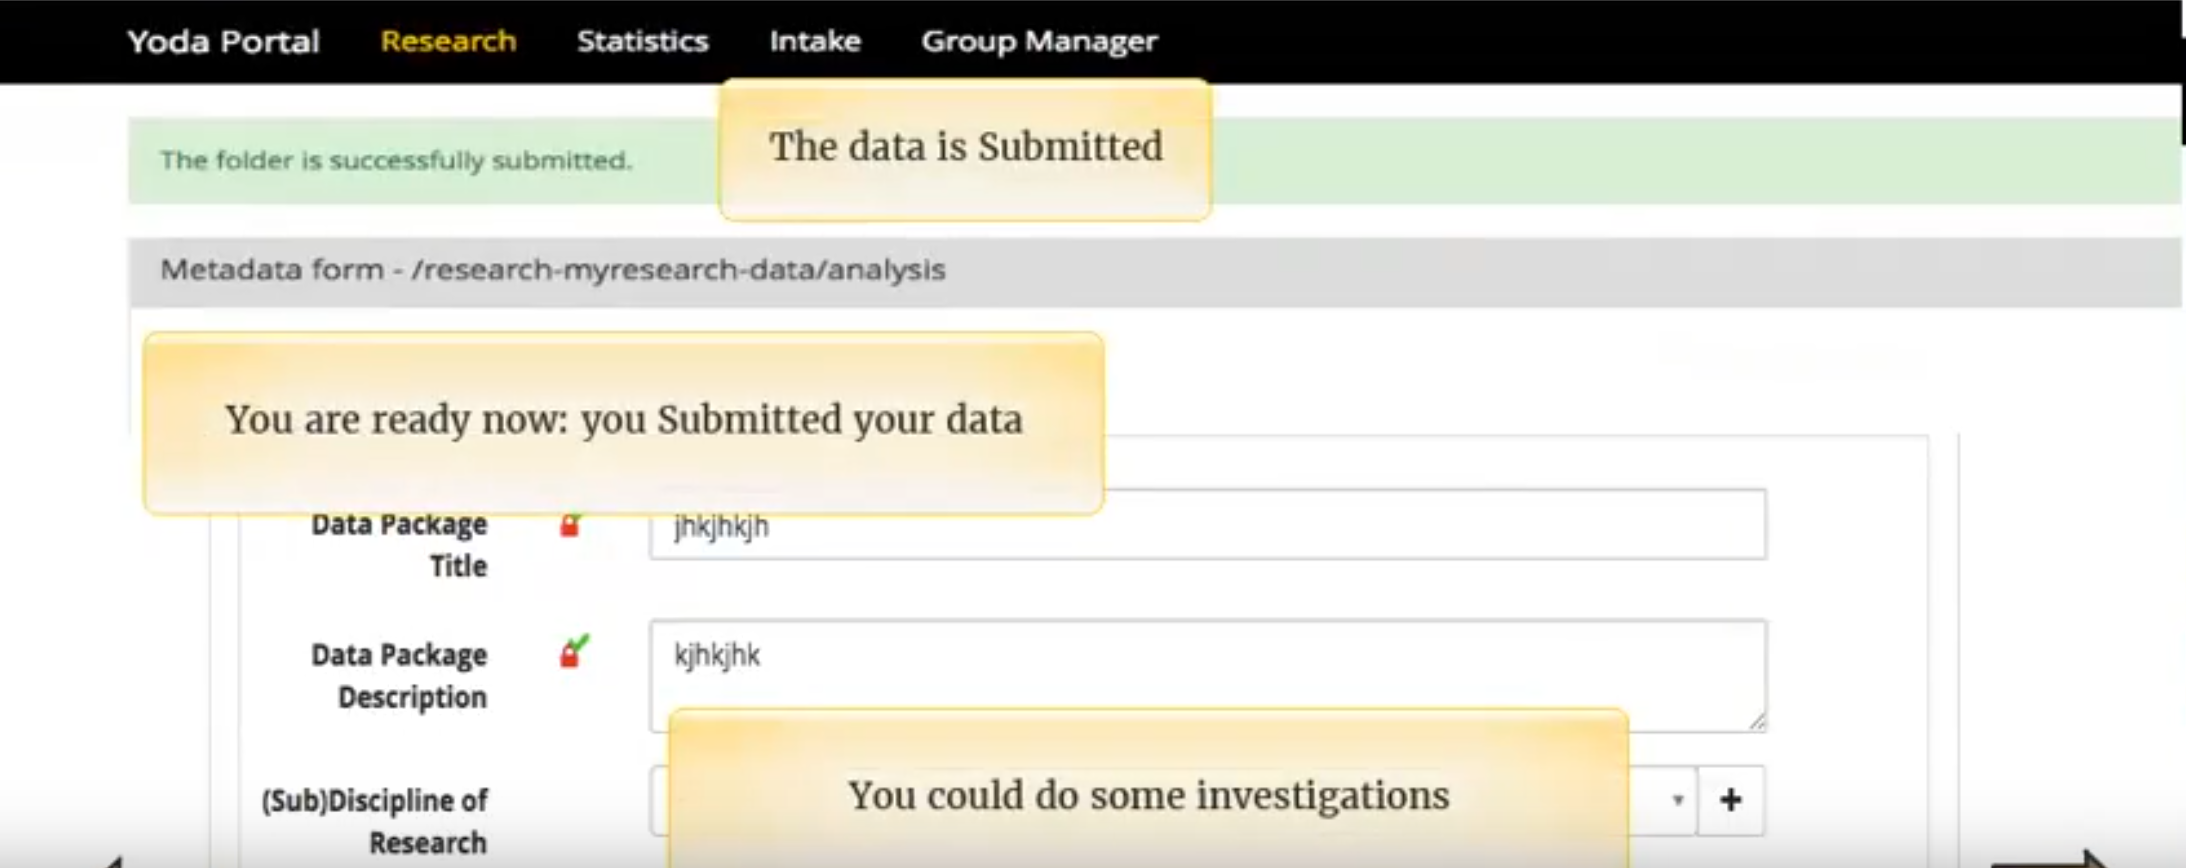 Yoda Portal Research Statistics Intake Group Manager
The data is Submitted
The folder is successfully submitted.
Metadata form - /research-myresearch-data/analysis
You are ready now: you Submitted your data
Data Package
Title
jhkjhkjh
Data Package
Description
kjhkjhk
(Sub)Discipline of
Research
You could do some investigations